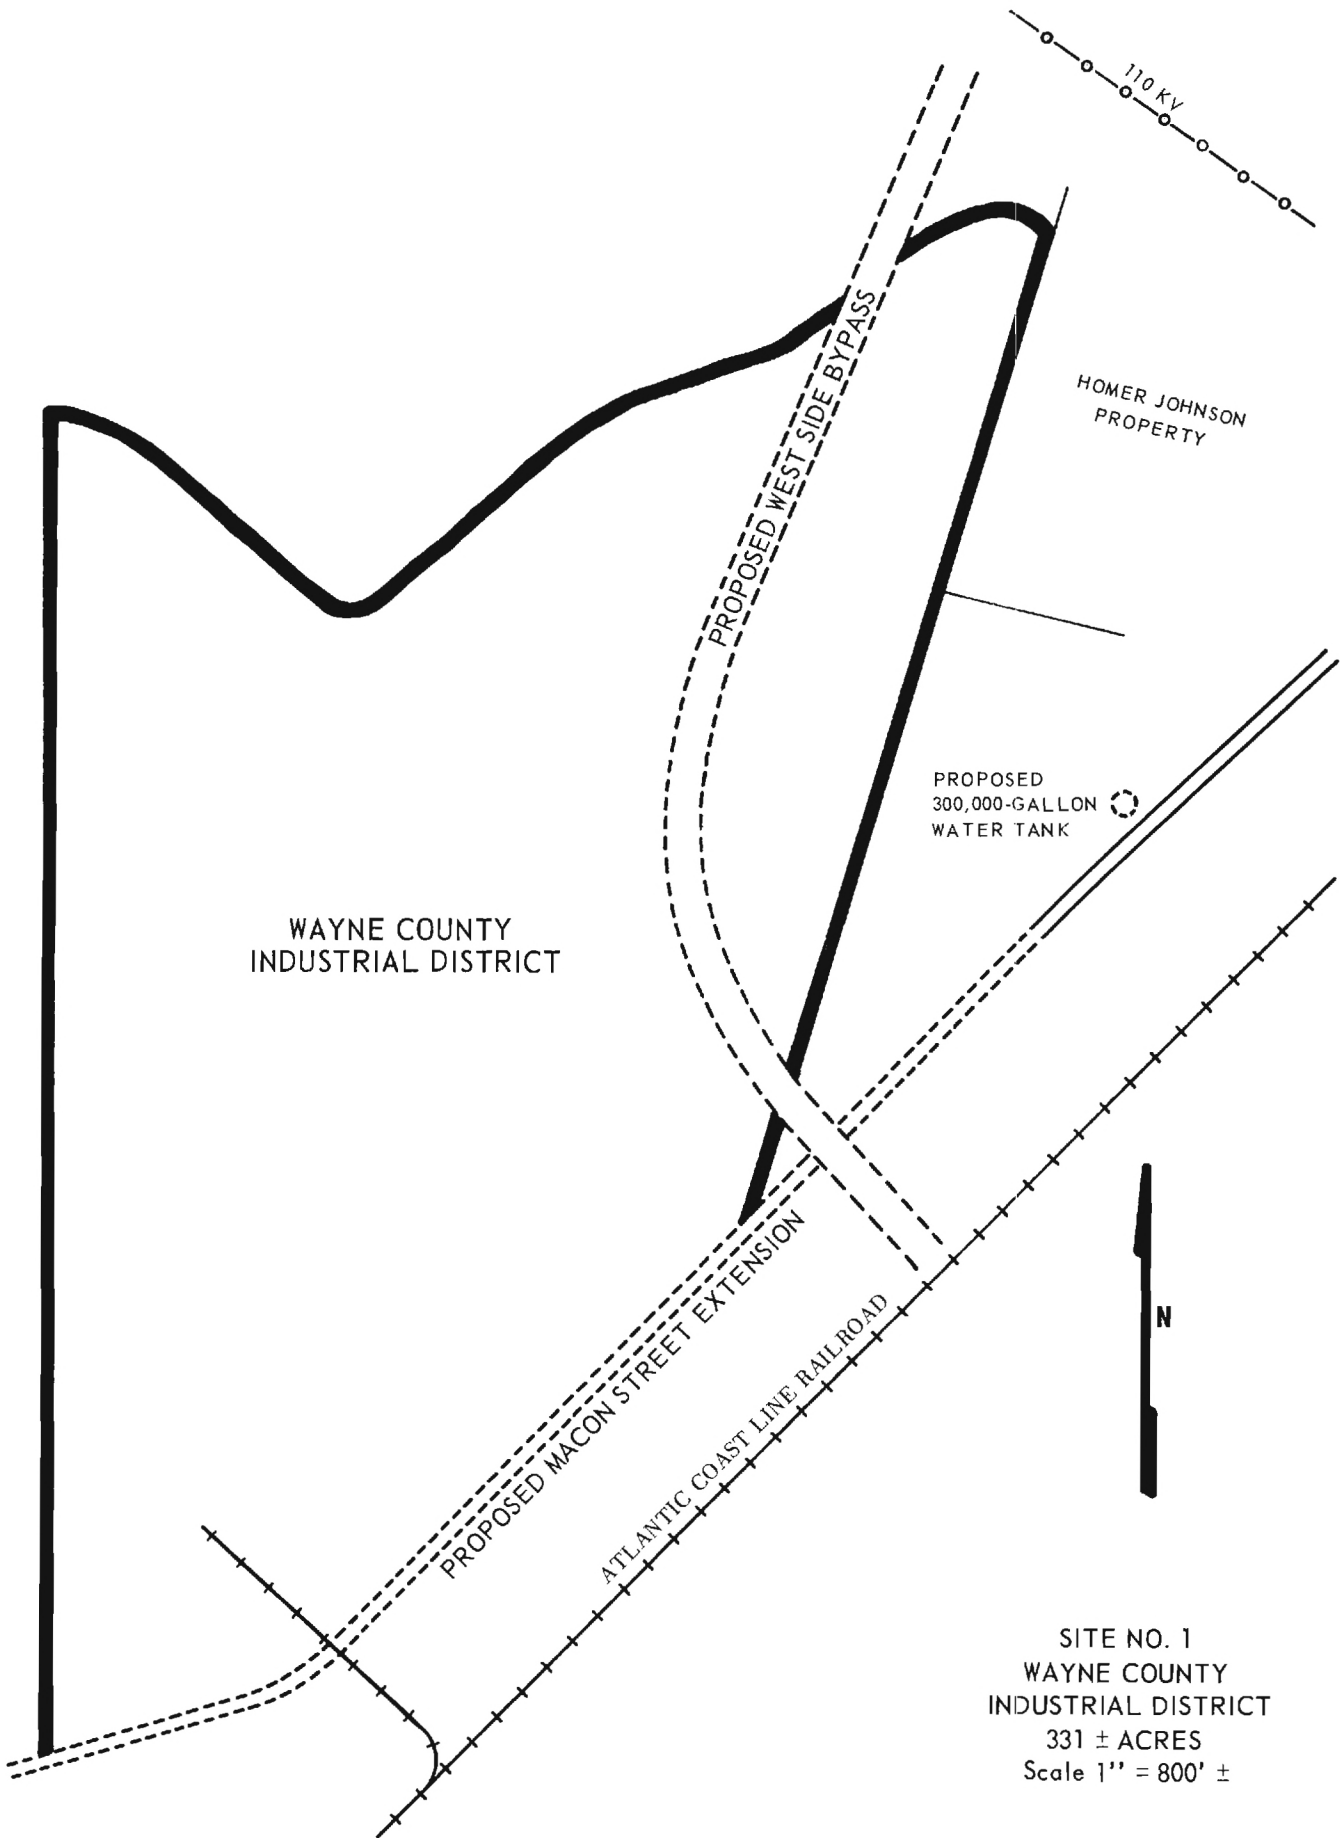 110 KV
HOMER JOHNSON
PROPERTY
PROPOSED WEST SIDE BYPASS
PROPOSED
300,000-GALLON
WATER TANK
WAYNE COUNTY
INDUSTRIAL DISTRICT
PROPOSED MACON STREET EXTENSION
ATLANTIC COAST LINE RAILROAD
N
SITE NO. 1
WAYNE COUNTY
INDUSTRIAL DISTRICT
331 ± ACRES
Scale 1'' = 800' ±